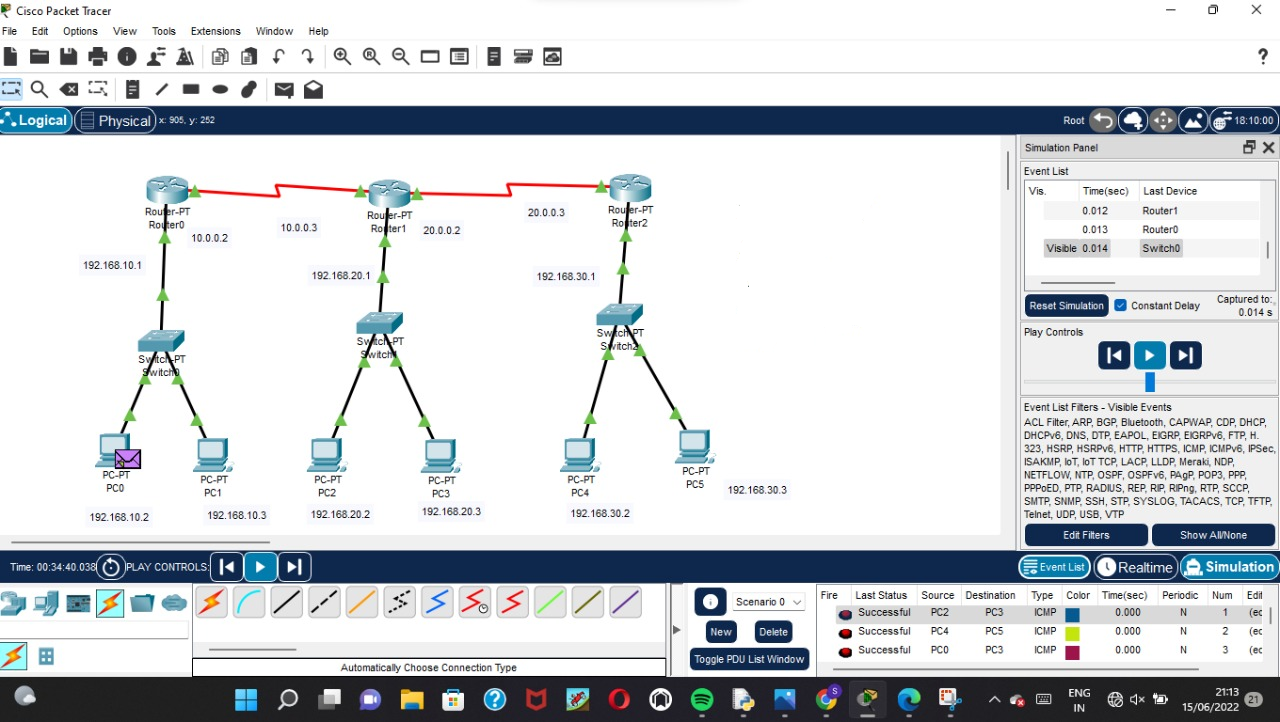 Cisco Packet Tracer
File Edit Options View Tools Extensions Window Help
Logical Physical x: 905, y: 252 Root 18:10:00
Simulation Panel
Event List
Vis. Time(sec) Last Device
0.012 Router1
0.013 Router0
Visible 0.014 Switch0
Reset Simulation Constant Delay Captured to:
0.014 s
Play Controls
Event List Filters - Visible Events
ACL Filter, ARP, BGP, Bluetooth, CAPWAP, CDP, DHCP,
DHCPv6, DNS, DTP, EAPOL, EIGRP, EIGRPv6, FTP, H.
323, HSRP, HSRPv6, HTTP, HTTPS, ICMP, ICMPv6, IPSec,
ISAKMP, IoT, IoT TCP, LACP, LLDP, Meraki, NDP,
NETFLOW, NTP, OSPF, OSPFv6, PAgP, POP3, PPP,
PPPoED, PTP, RADIUS, REP, RIP, RIPng, RTP, SCCP,
SMTP, SNMP, SSH, STP, SYSLOG, TACACS, TCP, TFTP,
Telnet, UDP, USB, VTP
Edit Filters Show All/None
Router-PT
Router0
10.0.0.2
10.0.0.3
Router-PT
Router1
20.0.0.2
20.0.0.3
Router-PT
Router2
192.168.10.1
192.168.20.1
192.168.30.1
Switch-PT
Switch0
Switch-PT
Switch1
Switch-PT
Switch2
PC-PT
PC0
PC-PT
PC1
PC-PT
PC2
PC-PT
PC3
PC-PT
PC4
PC-PT
PC5
192.168.10.2
192.168.10.3
192.168.20.2
192.168.20.3
192.168.30.2
192.168.30.3
Time: 00:34:40.038 PLAY CONTROLS: Event List Realtime Simulation
Automatically Choose Connection Type
Scenario 0
New Delete
Toggle PDU List Window
Fire Last Status Source Destination Type Color Time(sec) Periodic Num Edit
Successful PC2 PC3 ICMP 0.000 N 1 (ec
Successful PC4 PC5 ICMP 0.000 N 2 (ec
Successful PC0 PC3 ICMP 0.000 N 3 (ec
ENG
IN
21:13
15/06/2022
21